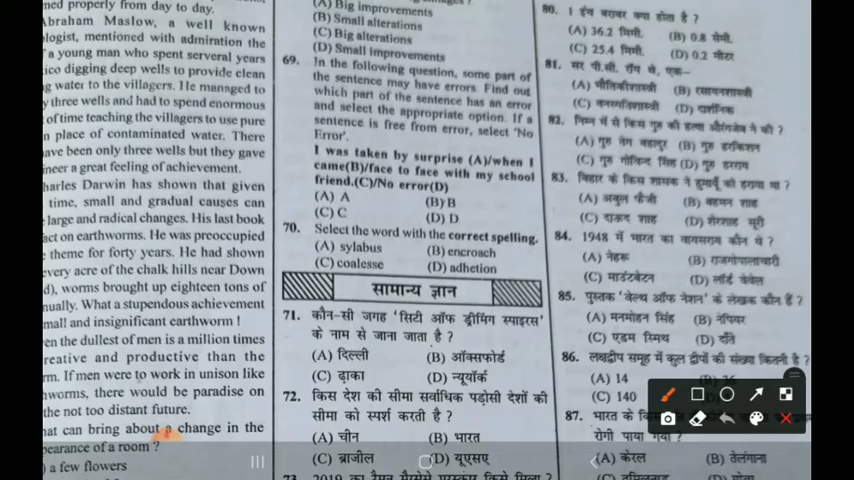 ned properly from day to day.
Abraham Maslow, a well known
logist, mentioned with admiration the
a young man who spent serveral years
ico digging deep wells to provide clean
g water to the villagers. He managed to
y three wells and had to spend enormous
of time teaching the villagers to use pure
n place of contaminated water. There
ave been only three wells but they gave
ineer a great feeling of achievement.
harles Darwin has shown that given
time, small and gradual causes can
large and radical changes. His last book
act on earthworms. He was preoccupied
theme for forty years. He had shown
every acre of the chalk hills near Down
d), worms brought up eighteen tons of
nually. What a stupendous achievement
mall and insignificant earthworm !
en the dullest of men is a million times
reative and productive than the
rm. If men were to work in unison like
worms, there would be paradise on
the not too distant future.
hat can bring about a change in the
pearance of a room ?
) a few flowers
(A) Big improvements
(B) Small alterations
(C) Big alterations
(D) Small improvements
69. In the following question, some part of
the sentence may have errors. Find out
which part of the sentence has an error
and select the appropriate option. If a
sentence is free from error, select 'No
Error'.
I was taken by surprise (A)/when I
came(B)/face to face with my school
friend.(C)/No error(D)
(A) A (B) B
(C) C (D) D
70. Select the word with the correct spelling.
(A) sylabus (B) encroach
(C) coalesse (D) adhetion
सामान्य ज्ञान
71. कौन-सी जगह 'सिटी ऑफ ड्रीमिंग स्पाइरस'
के नाम से जाना जाता है ?
(A) दिल्ली (B) ऑक्सफोर्ड
(C) ढ़ाका (D) न्यूयॉर्क
72. किस देश की सीमा सर्वाधिक पड़ोसी देशों की
सीमा को स्पर्श करती है ?
(A) चीन (B) भारत
(C) ब्राजील (D) यूएसए
73. 2019 का रैमन मैग्सेसे पुरस्कार किसे मिला ?
80. 1 इंच बराबर क्या होता है ?
(A) 36.2 मिमी. (B) 0.8 सेमी.
(C) 25.4 मिमी. (D) 0.2 मीटर
81. सर पी.सी. रॉय थे, एक-
(A) भौतिकीशास्त्री (B) रसायनशास्त्री
(C) वनस्पतिशास्त्री (D) दार्शनिक
82. निम्न में से किस गुरु की हत्या औरंगजेब ने की ?
(A) गुरु तेग बहादुर (B) गुरु हरकिशन
(C) गुरु गोविन्द सिंह (D) गुरु हरराय
83. बिहार के किस शासक ने हुमायूँ को हराया था ?
(A) अबुल फैजी (B) बहमन शाह
(C) दाऊद शाह (D) शेरशाह सूरी
84. 1948 में भारत का वायसराय कौन थे ?
(A) नेहरू (B) राजगोपालाचारी
(C) माउंटबेटन (D) लॉर्ड वेवेल
85. पुस्तक 'वेल्थ ऑफ नेशन' के लेखक कौन हैं ?
(A) मनमोहन सिंह (B) नेपियर
(C) एडम स्मिथ (D) दाँते
86. लक्षद्वीप समूह में कुल द्वीपों की संख्या कितनी है ?
(A) 14 (B) 36
(C) 140
87. भारत के
रोगी पाया गया ?
(A) केरल (B) तेलंगाना